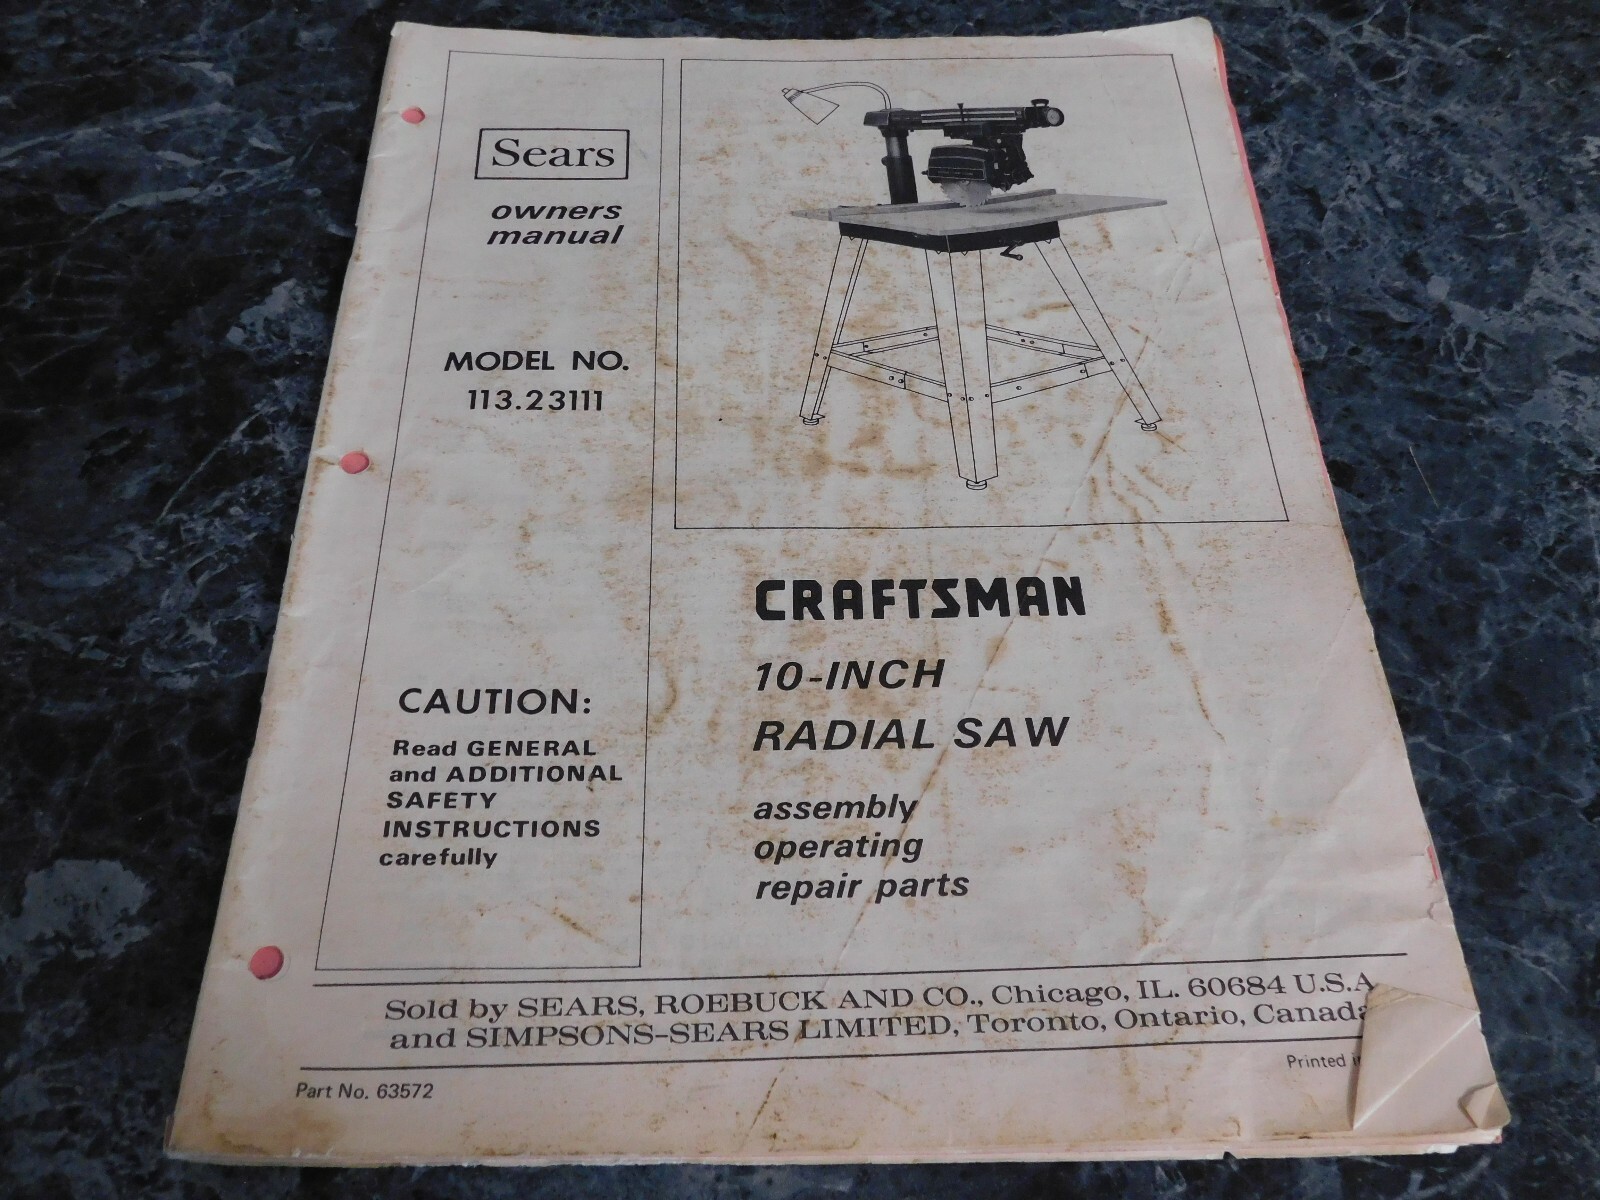 Sears
owners
manual
MODEL NO.
113.23111
CAUTION:
Read GENERAL
and ADDITIONAL
SAFETY
INSTRUCTIONS
carefully
CRAFTSMAN
10-INCH
RADIAL SAW
assembly
operating
repair parts
Sold by SEARS, ROEBUCK AND CO., Chicago, IL. 60684 U.S.A
and SIMPSONS-SEARS LIMITED, Toronto, Ontario, Canada
Part No. 63572
Printed